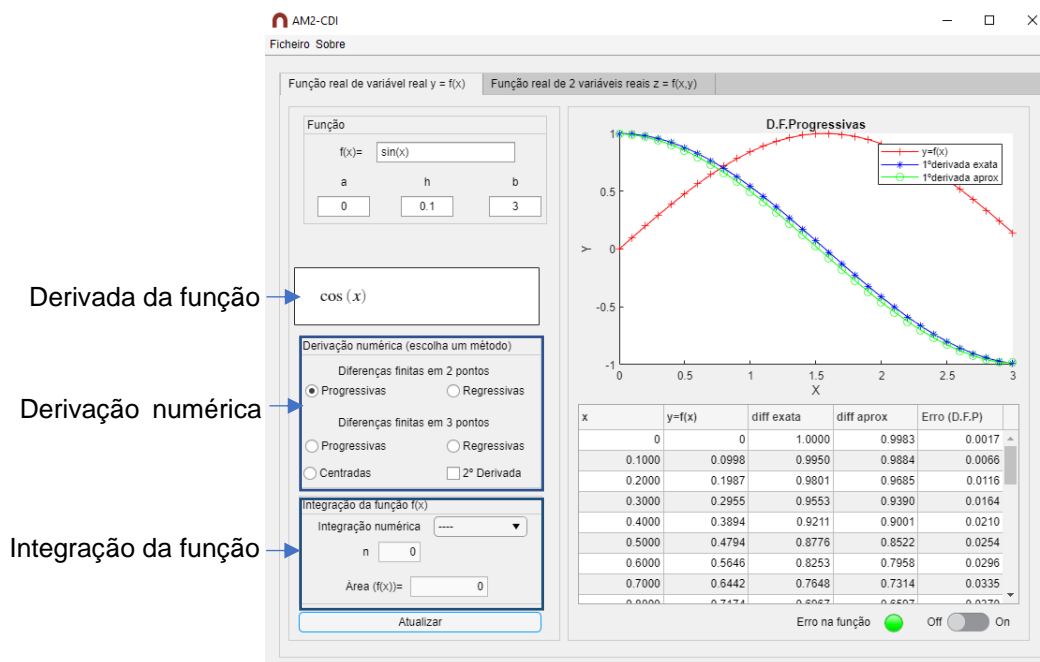 AM2-CDI
Ficheiro Sobre
Função real de variável real y = f(x) Função real de 2 variáveis reais z = f(x,y)
Função
f(x)= sin(x)
a h b
0 0.1 3
Derivada da função
cos (x)
Derivação numérica
Derivação numérica (escolha um método)
Diferenças finitas em 2 pontos
Progressivas Regressivas
Diferenças finitas em 3 pontos
Progressivas Regressivas
Centradas 2º Derivada
Integração da função
Integração da função f(x)
Integração numérica ----
n 0
Área (f(x))= 0
Atualizar
D.F.Progressivas
y=f(x)
1ºderivada exata
1ºderivada aprox
Y
1
0.5
0
-0.5
-1
0 0.5 1 1.5 2 2.5 3
X
x y=f(x) diff exata diff aprox Erro (D.F.P)
0 0 1.0000 0.9983 0.0017
0.1000 0.0998 0.9950 0.9884 0.0066
0.2000 0.1987 0.9801 0.9685 0.0116
0.3000 0.2955 0.9553 0.9390 0.0164
0.4000 0.3894 0.9211 0.9001 0.0210
0.5000 0.4794 0.8776 0.8522 0.0254
0.6000 0.5646 0.8253 0.7958 0.0296
0.7000 0.6442 0.7648 0.7314 0.0335
Erro na função Off On